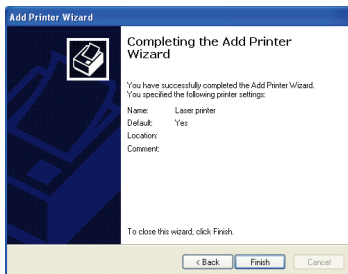 Add Printer Wizard
Completing the Add Printer
Wizard
You have successfully completed the Add Printer Wizard.
You specified the following printer settings:
Name: Laser printer
Default: Yes
Location:
Comment:
To close this wizard, click Finish.
< Back Finish Cancel